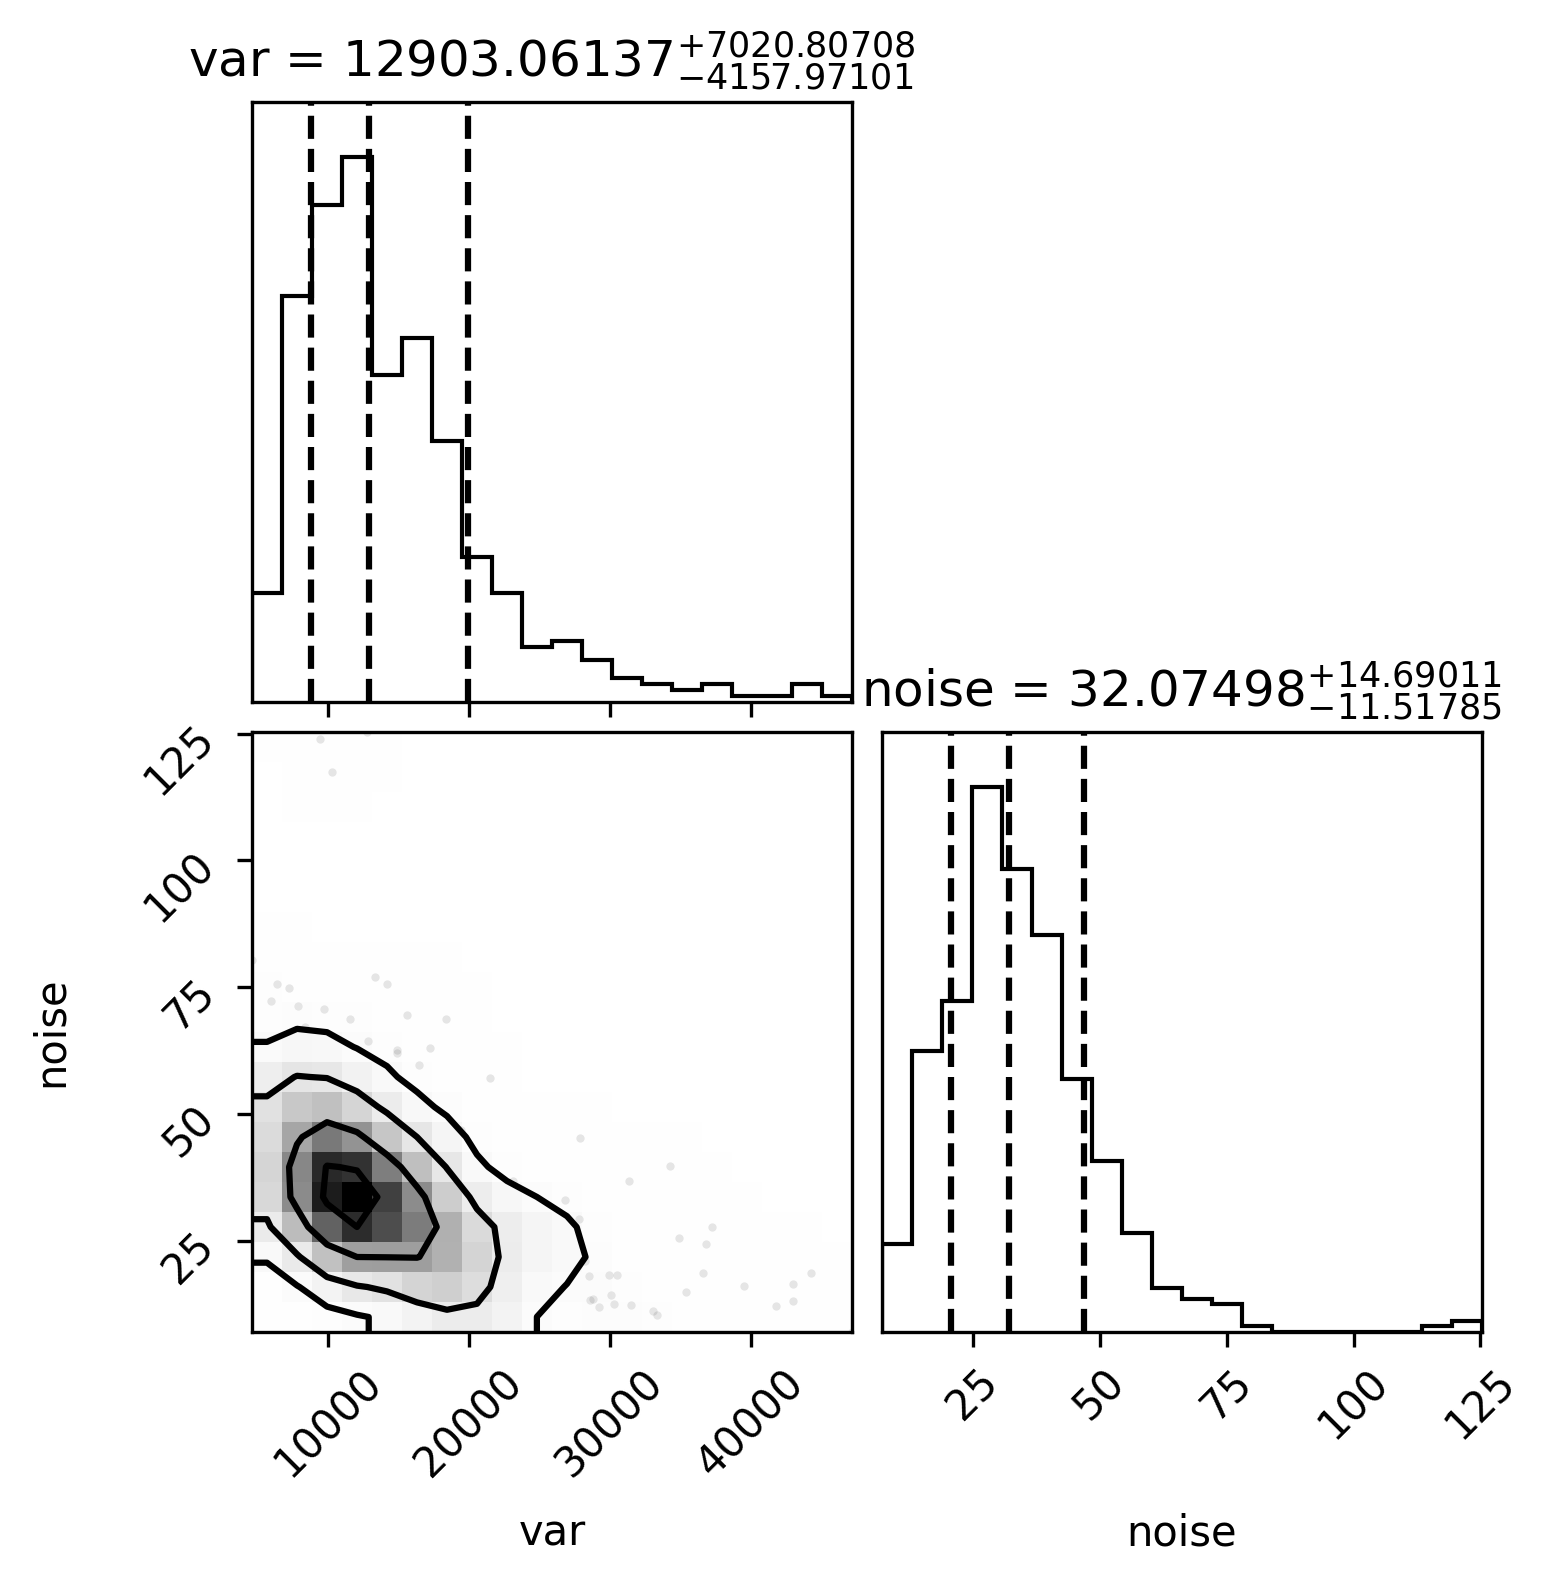 var = 12903.06137+7020.80708−4157.97101
noise = 32.07498+14.69011−11.51785
125
100
75
50
25
noise
10000 20000 30000 40000
25 50 75 100 125
var
noise